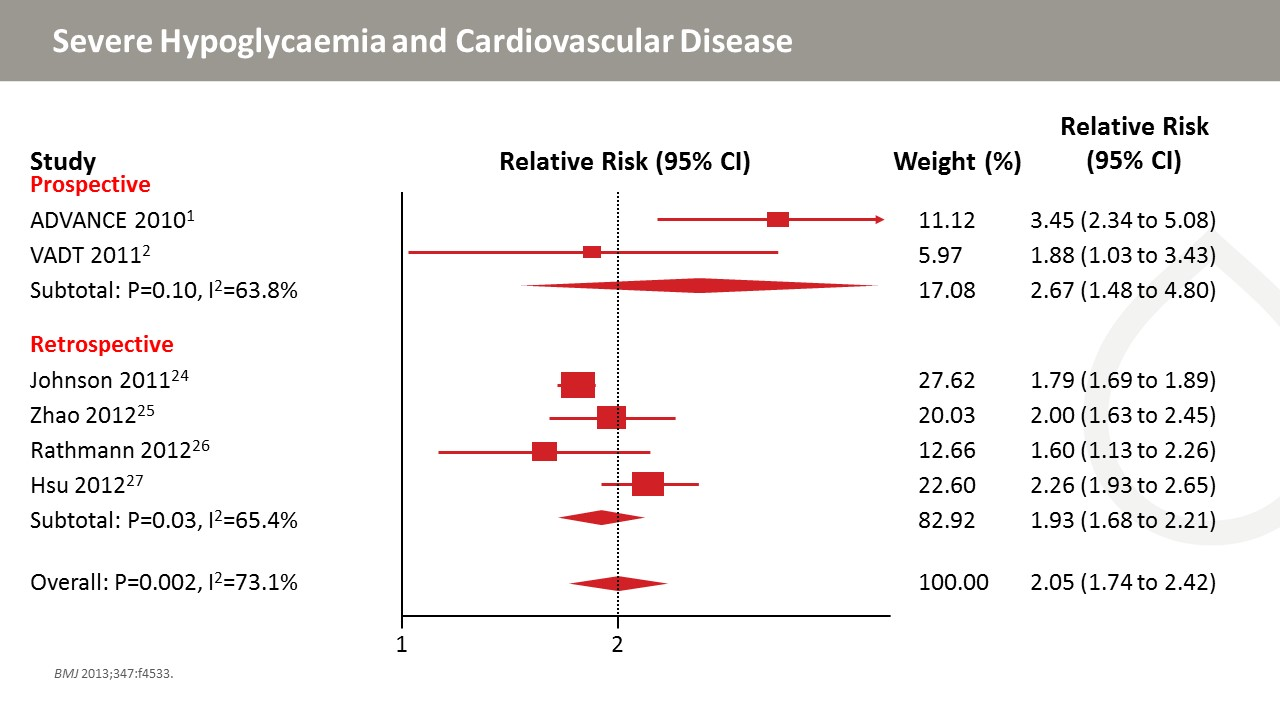 Severe Hypoglycaemia and Cardiovascular Disease
Study Relative Risk (95% CI) Weight (%) Relative Risk (95% CI)
Prospective
ADVANCE 2010¹ 11.12 3.45 (2.34 to 5.08)
VADT 2011² 5.97 1.88 (1.03 to 3.43)
Subtotal: P=0.10, I²=63.8% 17.08 2.67 (1.48 to 4.80)
Retrospective
Johnson 2011²⁴ 27.62 1.79 (1.69 to 1.89)
Zhao 2012²⁵ 20.03 2.00 (1.63 to 2.45)
Rathmann 2012²⁶ 12.66 1.60 (1.13 to 2.26)
Hsu 2012²⁷ 22.60 2.26 (1.93 to 2.65)
Subtotal: P=0.03, I²=65.4% 82.92 1.93 (1.68 to 2.21)
Overall: P=0.002, I²=73.1% 100.00 2.05 (1.74 to 2.42)
1 2
BMJ 2013;347:f4533.